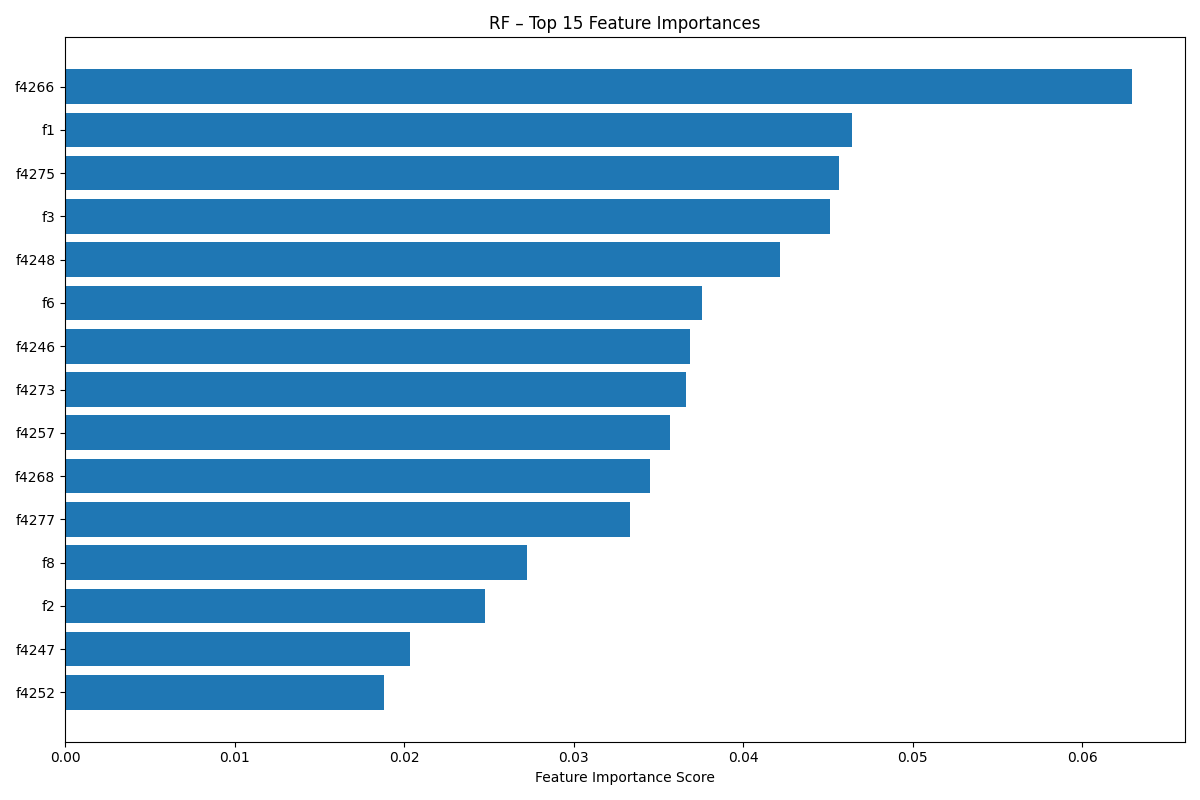 RF – Top 15 Feature Importances
f4266
f1
f4275
f3
f4248
f6
f4246
f4273
f4257
f4268
f4277
f8
f2
f4247
f4252
0.00 0.01 0.02 0.03 0.04 0.05 0.06
Feature Importance Score